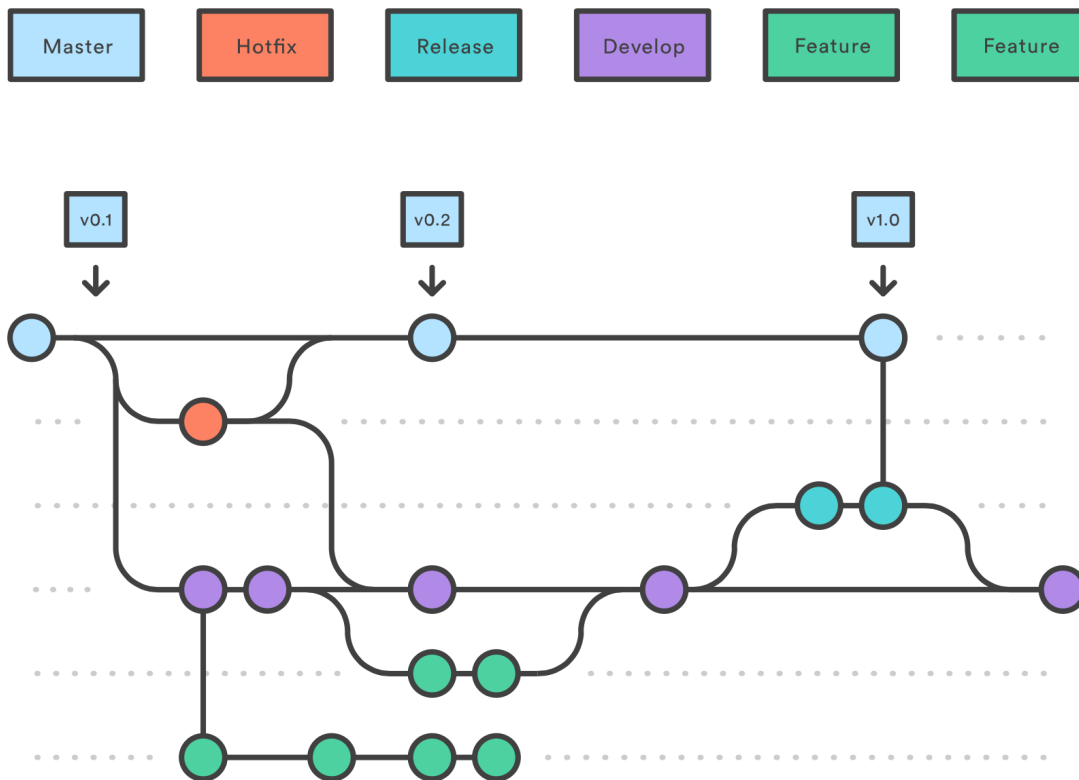 Master
Hotfix
Release
Develop
Feature
Feature
v0.1
v0.2
v1.0